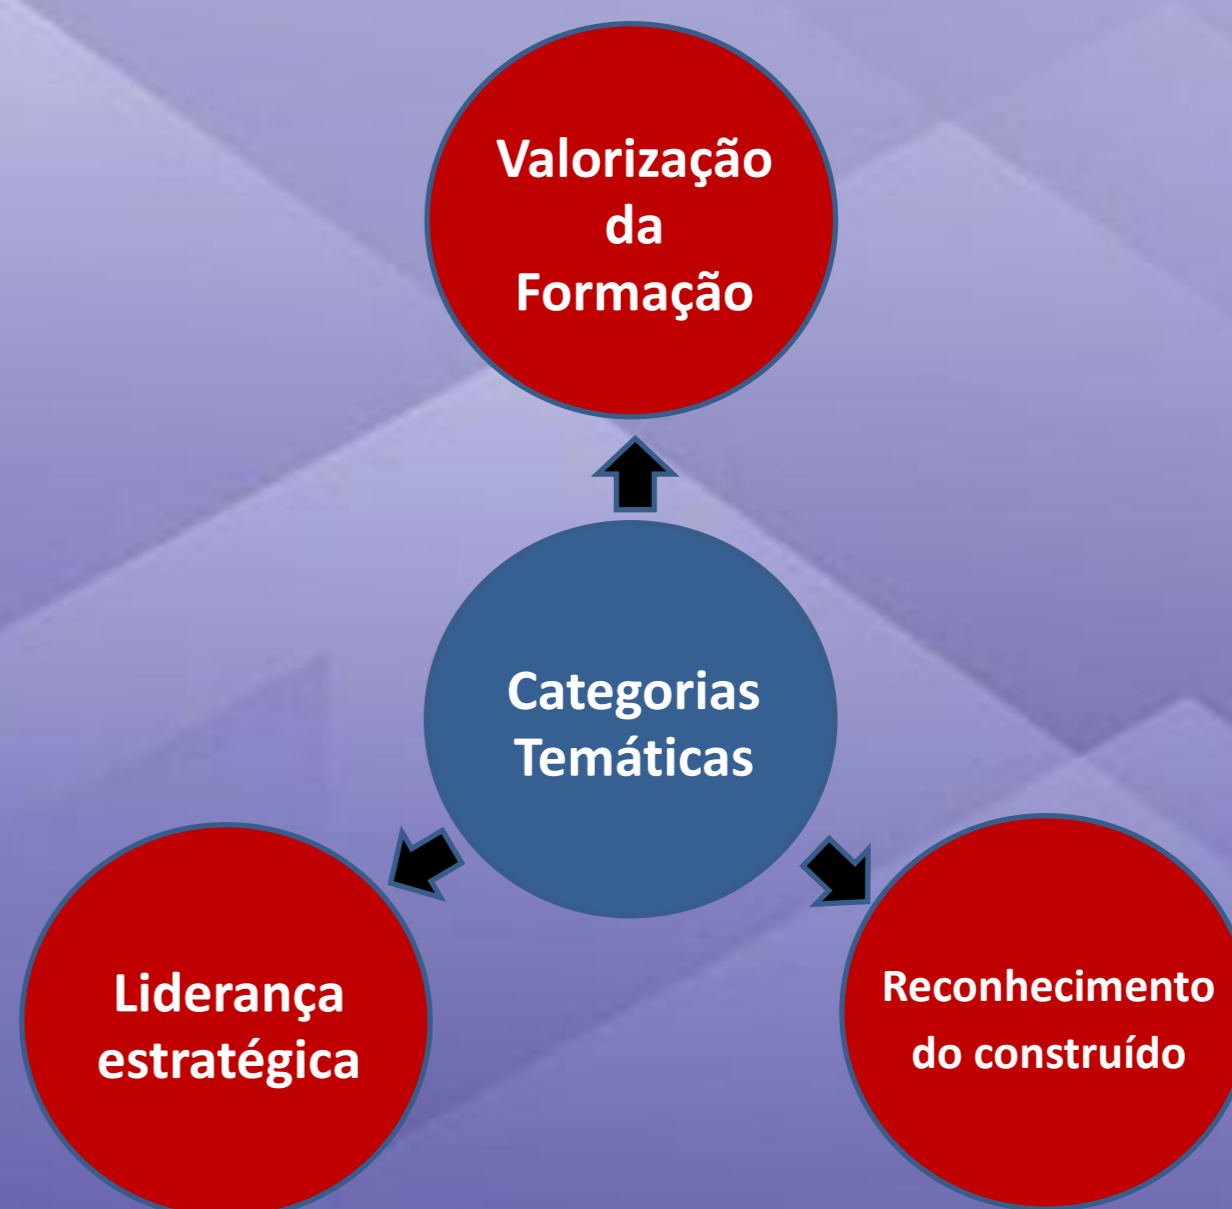 Valorização
da
Formação
Categorias
Temáticas
Liderança
estratégica
Reconhecimento
do construído